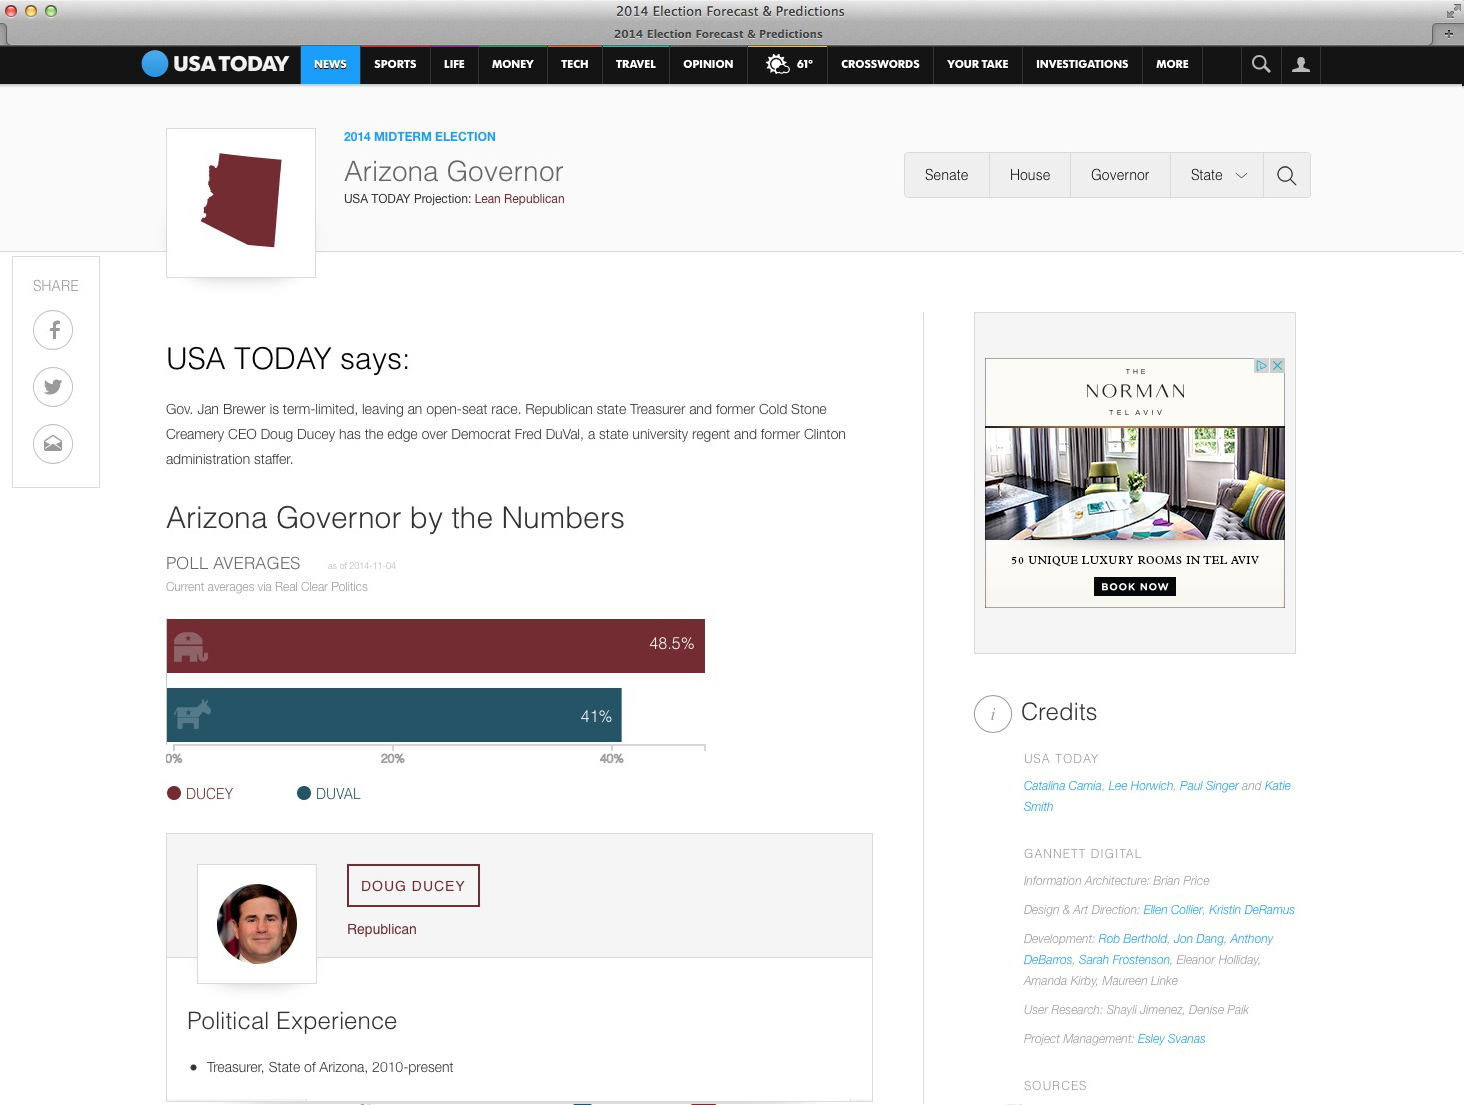 2014 Election Forecast & Predictions
2014 Election Forecast & Predictions
USA TODAY NEWS SPORTS LIFE MONEY TECH TRAVEL OPINION 61° CROSSWORDS YOUR TAKE INVESTIGATIONS MORE
2014 MIDTERM ELECTION
Arizona Governor
USA TODAY Projection: Lean Republican
Senate House Governor State
SHARE
USA TODAY says:
Gov. Jan Brewer is term-limited, leaving an open-seat race. Republican state Treasurer and former Cold Stone
Creamery CEO Doug Ducey has the edge over Democrat Fred DuVal, a state university regent and former Clinton
administration staffer.
Arizona Governor by the Numbers
POLL AVERAGES as of 2014-11-04
Current averages via Real Clear Politics
48.5%
41%
0% 20% 40%
DUCEY DUVAL
DOUG DUCEY
Republican
Political Experience
• Treasurer, State of Arizona, 2010-present
THE
NORMAN
TEL AVIV
50 UNIQUE LUXURY ROOMS IN TEL AVIV
BOOK NOW
i Credits
USA TODAY
Catalina Camia, Lee Horwich, Paul Singer and Katie
Smith
GANNETT DIGITAL
Information Architecture: Brian Price
Design & Art Direction: Ellen Collier, Kristin DeRamus
Development: Rob Berthold, Jon Dang, Anthony
DeBarros, Sarah Frostenson, Eleanor Holliday,
Amanda Kirby, Maureen Linke
User Research: Shayli Jimenez, Denise Paik
Project Management: Esley Svanas
SOURCES